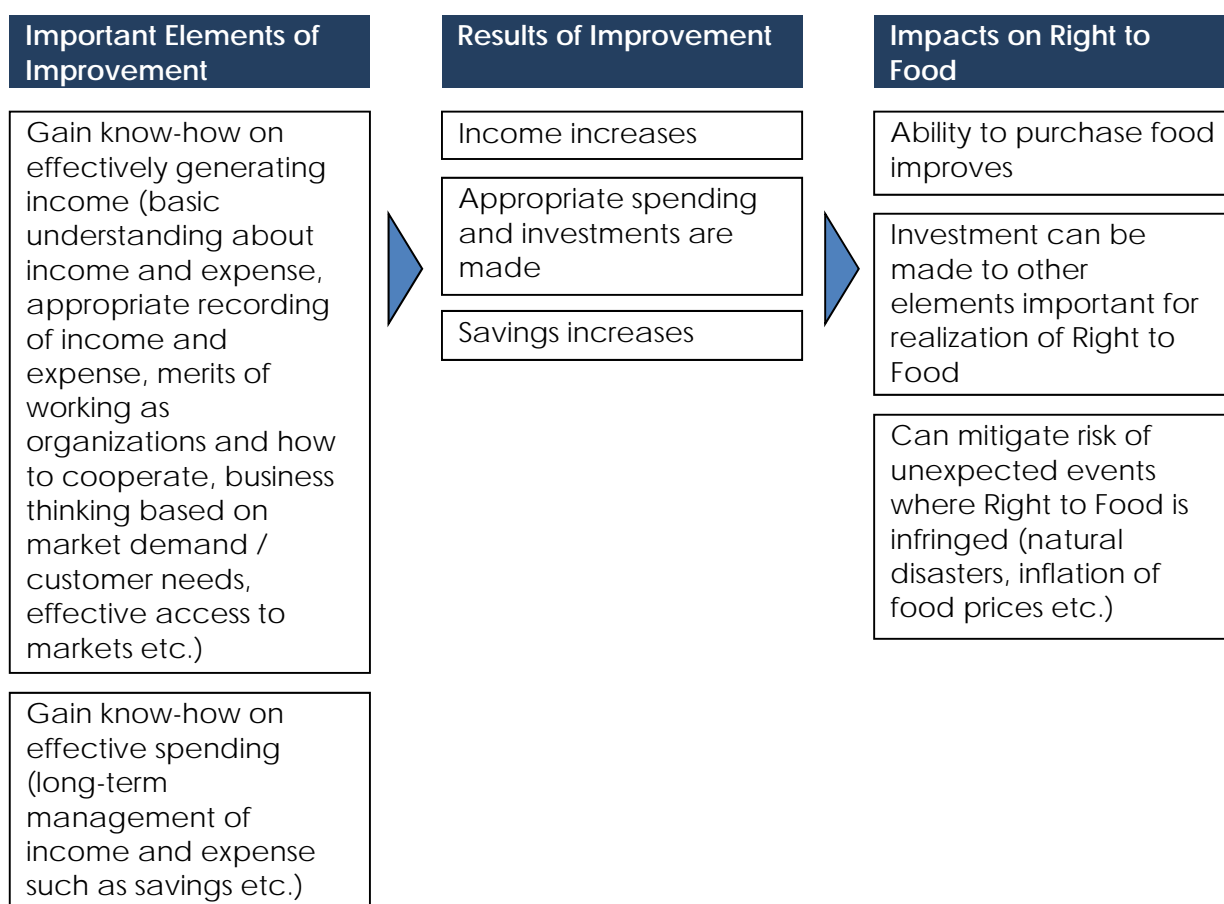 Important Elements of
Improvement
Gain know-how on
effectively generating
income (basic
understanding about
income and expense,
appropriate recording
of income and
expense, merits of
working as
organizations and how
to cooperate, business
thinking based on
market demand /
customer needs,
effective access to
markets etc.)
Gain know-how on
effective spending
(long-term
management of
income and expense
such as savings etc.)
Results of Improvement
Income increases
Appropriate spending
and investments are
made
Savings increases
Impacts on Right to
Food
Ability to purchase food
improves
Investment can be
made to other
elements important for
realization of Right to
Food
Can mitigate risk of
unexpected events
where Right to Food is
infringed (natural
disasters, inflation of
food prices etc.)